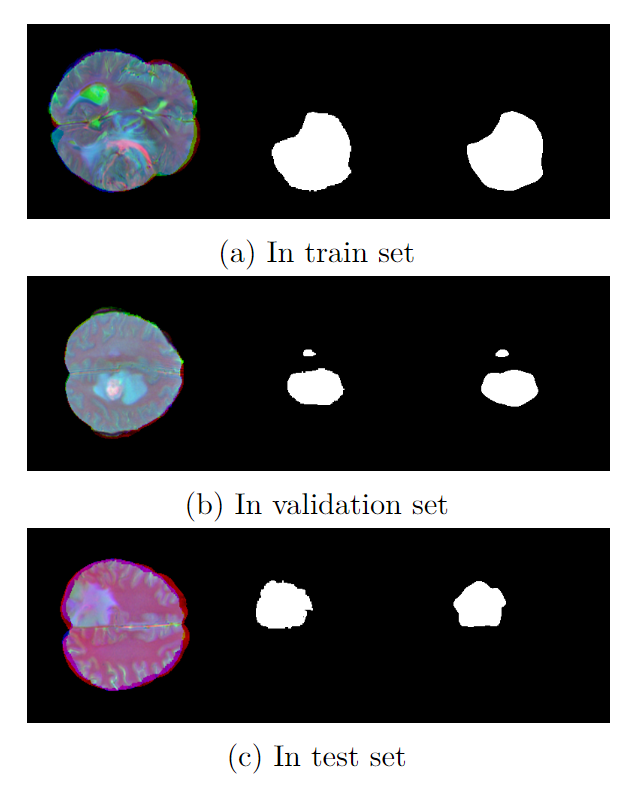 (a) In train set
(b) In validation set
(c) In test set